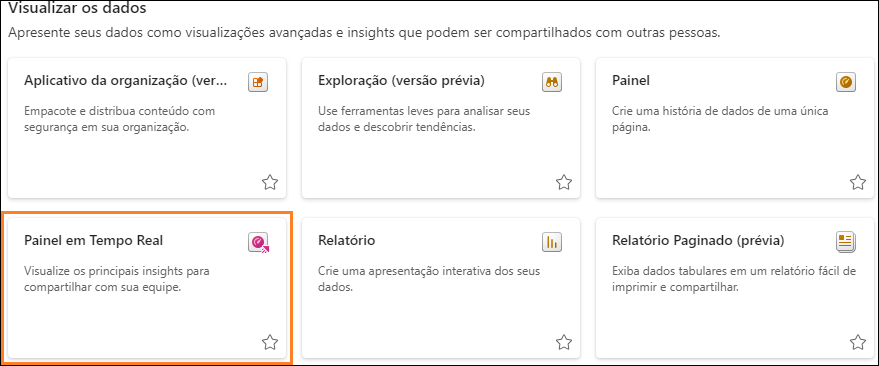 Visualizar os dados
Apresente seus dados como visualizações avançadas e insights que podem ser compartilhados com outras pessoas.
Aplicativo da organização (ver...
Empacote e distribua conteúdo com
segurança em sua organização.
Exploração (versão prévia)
Use ferramentas leves para analisar seus
dados e descobrir tendências.
Painel
Crie uma história de dados de uma única
página.
Painel em Tempo Real
Visualize os principais insights para
compartilhar com sua equipe.
Relatório
Crie uma apresentação interativa dos seus
dados.
Relatório Paginado (prévia)
Exiba dados tabulares em um relatório fácil de
imprimir e compartilhar.